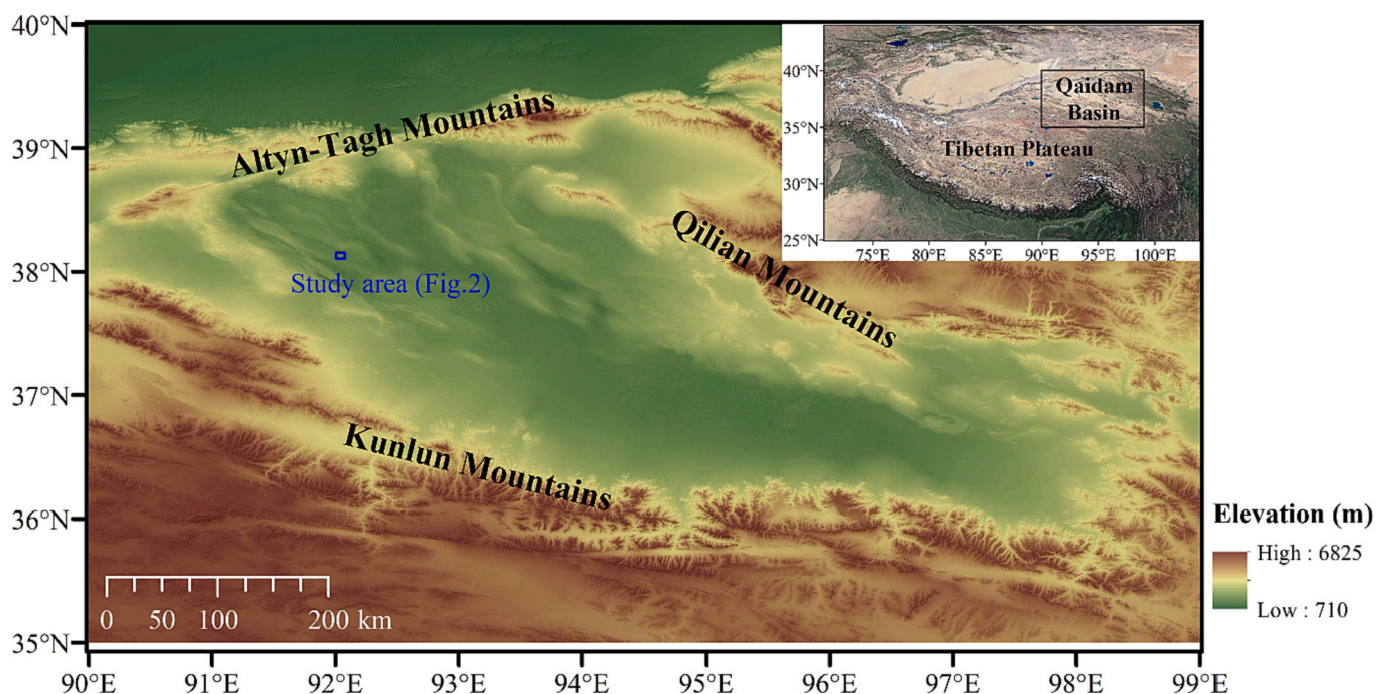 40°N
39°N
38°N
37°N
36°N
35°N
90°E 91°E 92°E 93°E 94°E 95°E 96°E 97°E 98°E 99°E
Altyn-Tagh Mountains
Qilian Mountains
Kunlun Mountains
Study area (Fig.2)
0 50 100 200 km
40°N
35°N
30°N
25°N
75°E 80°E 85°E 90°E 95°E 100°E
Qaidam
Basin
Tibetan Plateau
Elevation (m)
High : 6825
Low : 710